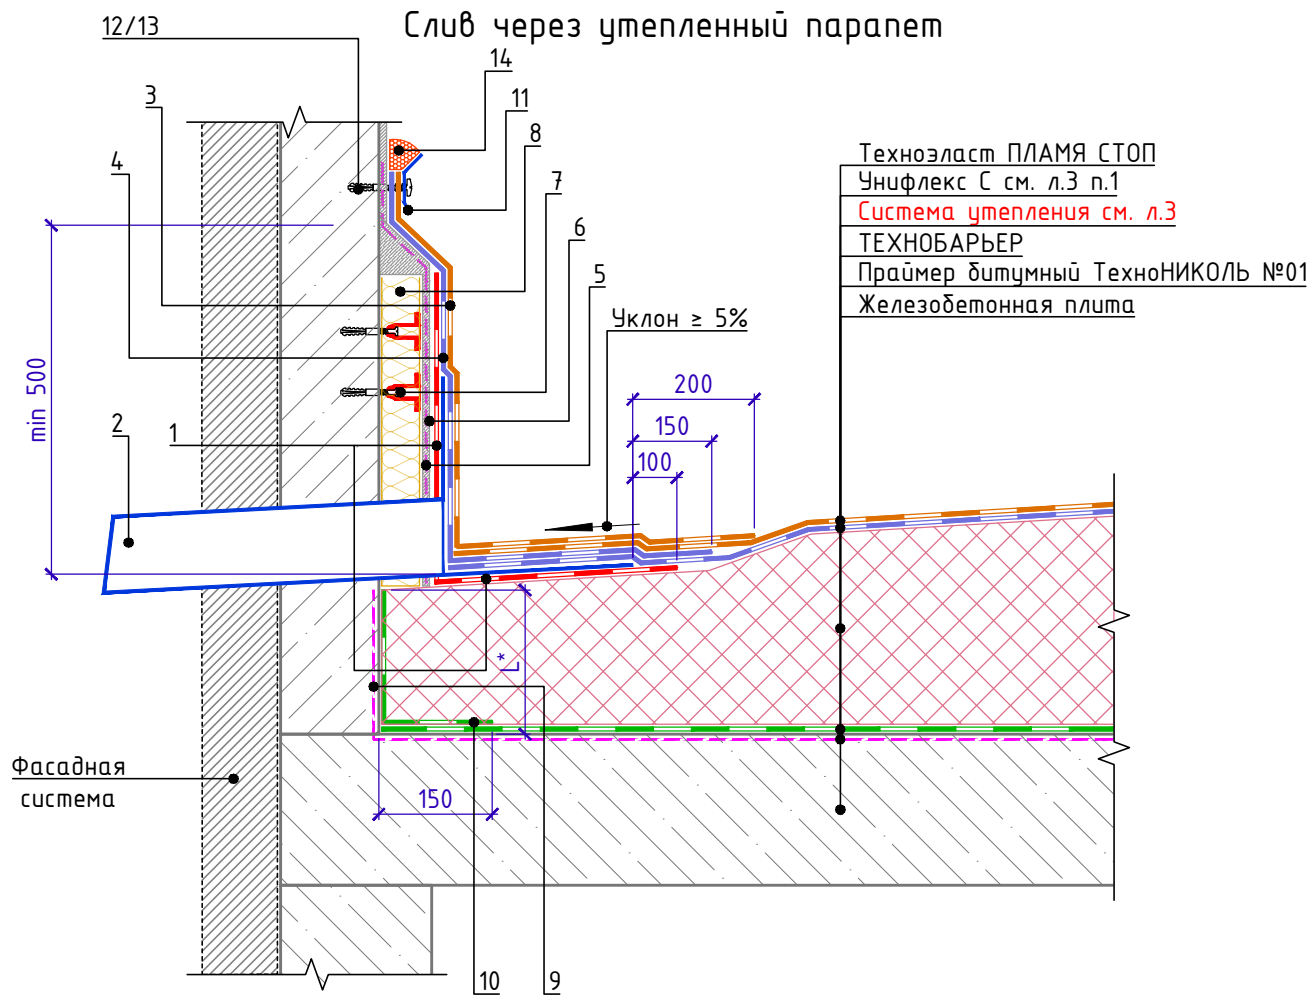 Слив через утепленный парапет
12/13
14
3
11
8
4
7
6
5
Техноэласт ПЛАМЯ СТОП
Унифлекс С см. л.3 п.1
Система утепления см. л.3
ТЕХНОБАРЬЕР
Праймер битумный ТехноНИКОЛЬ №01
Железобетонная плита
Уклон ≥ 5%
min 500
200
150
100
2
1
L*
Фасадная
система
150
10
9